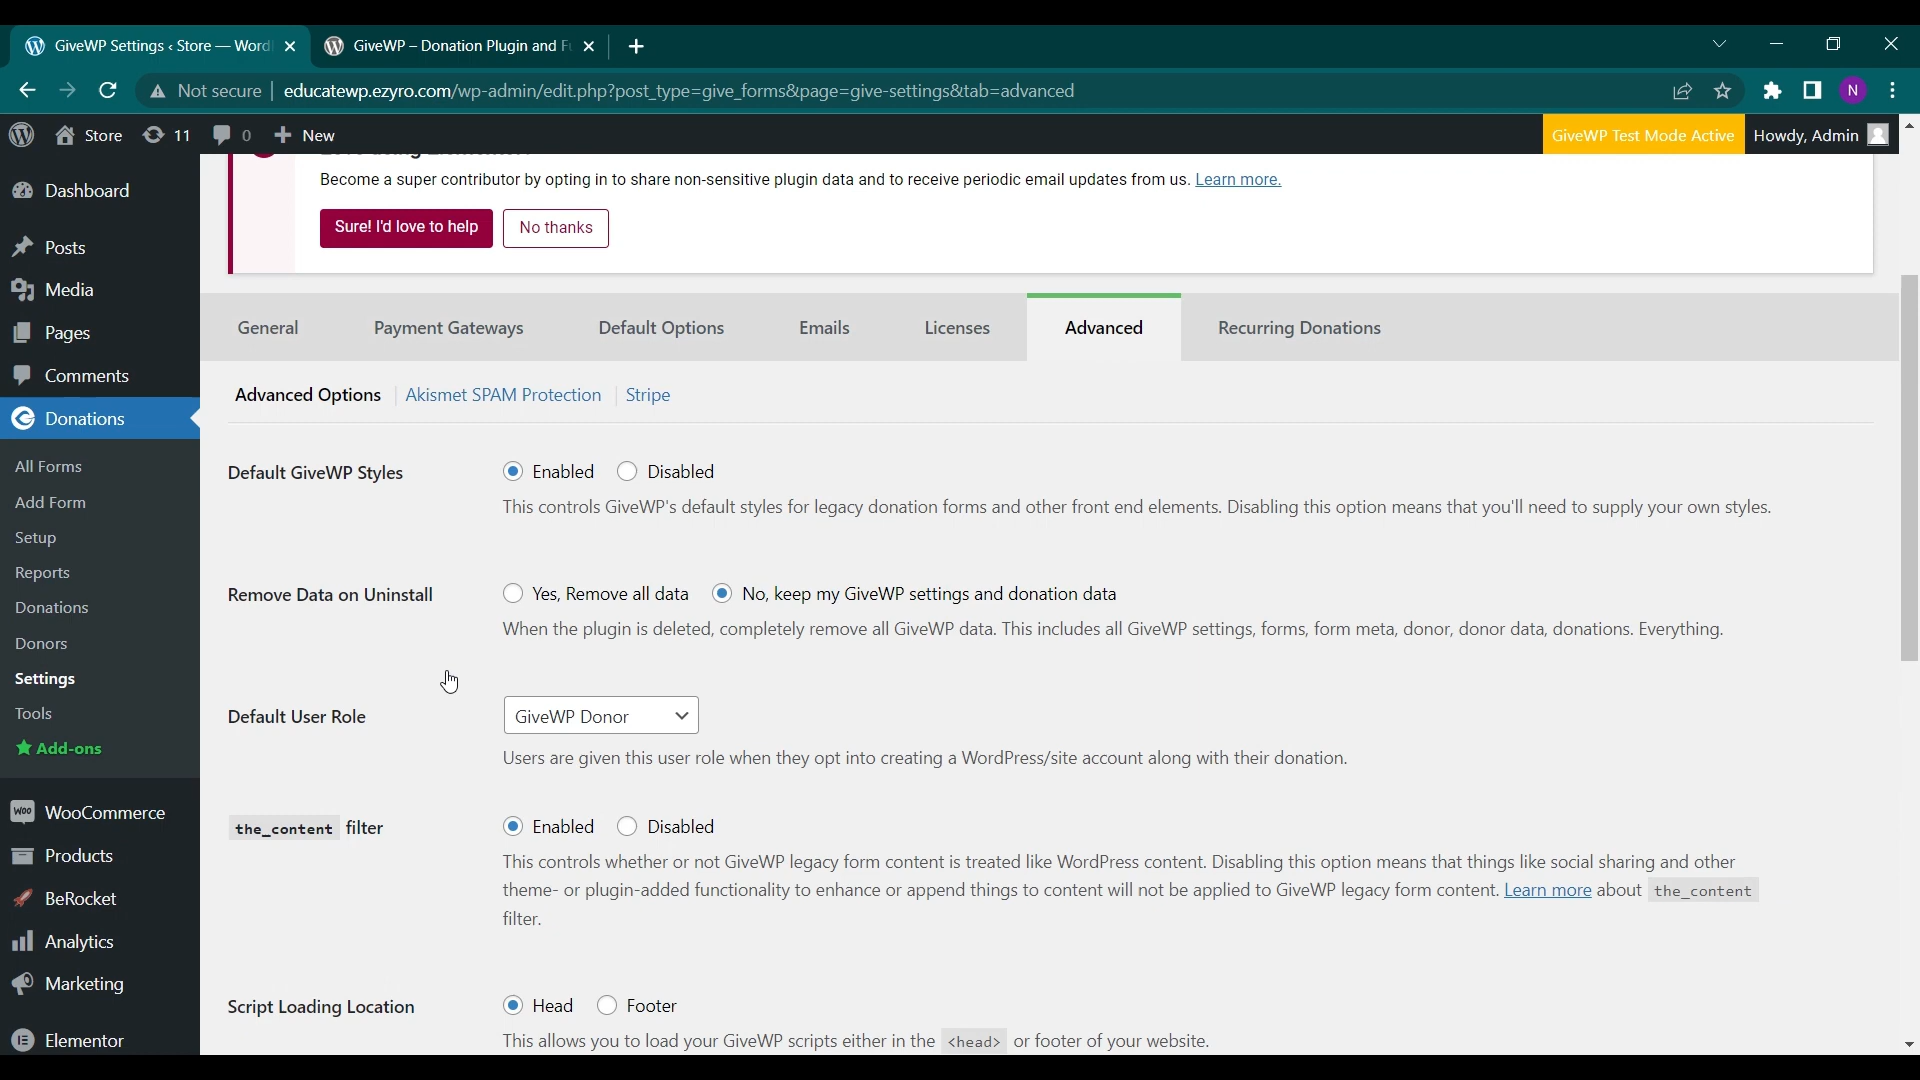 GiveWP Settings ‹ Store — Word
GiveWP – Donation Plugin and F
Not secure
educatewp.ezyro.com/wp-admin/edit.php?post_type=give_forms&page=give-settings&tab=advanced
N
Store
11
0
New
GiveWP Test Mode Active
Howdy, Admin
Dashboard
Posts
Media
Pages
Comments
Donations
All Forms
Add Form
Setup
Reports
Donations
Donors
Settings
Tools
Add-ons
WooCommerce
Products
BeRocket
Analytics
Marketing
Elementor
Become a super contributor by opting in to share non-sensitive plugin data and to receive periodic email updates from us. Learn more.
Sure! I'd love to help
No thanks
General
Payment Gateways
Default Options
Emails
Licenses
Advanced
Recurring Donations
Advanced Options
Akismet SPAM Protection
Stripe
Default GiveWP Styles
Enabled
Disabled
This controls GiveWP's default styles for legacy donation forms and other front end elements. Disabling this option means that you'll need to supply your own styles.
Remove Data on Uninstall
Yes, Remove all data
No, keep my GiveWP settings and donation data
When the plugin is deleted, completely remove all GiveWP data. This includes all GiveWP settings, forms, form meta, donor, donor data, donations. Everything.
Default User Role
GiveWP Donor
Users are given this user role when they opt into creating a WordPress/site account along with their donation.
the_content filter
Enabled
Disabled
This controls whether or not GiveWP legacy form content is treated like WordPress content. Disabling this option means that things like social sharing and other
theme- or plugin-added functionality to enhance or append things to content will not be applied to GiveWP legacy form content. Learn more about the_content
filter.
Script Loading Location
Head
Footer
This allows you to load your GiveWP scripts either in the <head> or footer of your website.